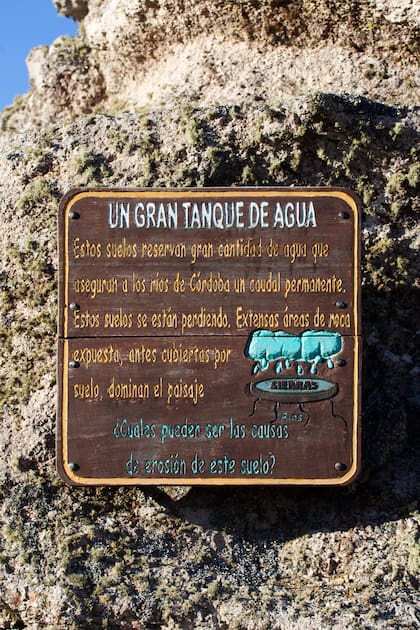 UN GRAN TANQUE DE AGUA
Estos suelos reservan gran cantidad de agua que
aseguran a los ríos de Córdoba un caudal permanente.
Estos suelos se están perdiendo. Extensas áreas de roca
expuesta, antes cubiertas por
suelo, dominan el paisaje
SIERRAS
Ríos
¿Cuales pueden ser las causas
de erosión de este suelo?